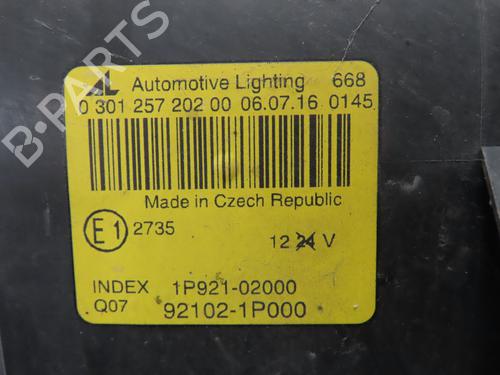 B-PARTS
AL Automotive Lighting 668
0 301 257 202 00 06.07.16 0145
Made in Czech Republic
E1 2735
12 24 V
INDEX 1P921-02000
Q07 92102-1P000